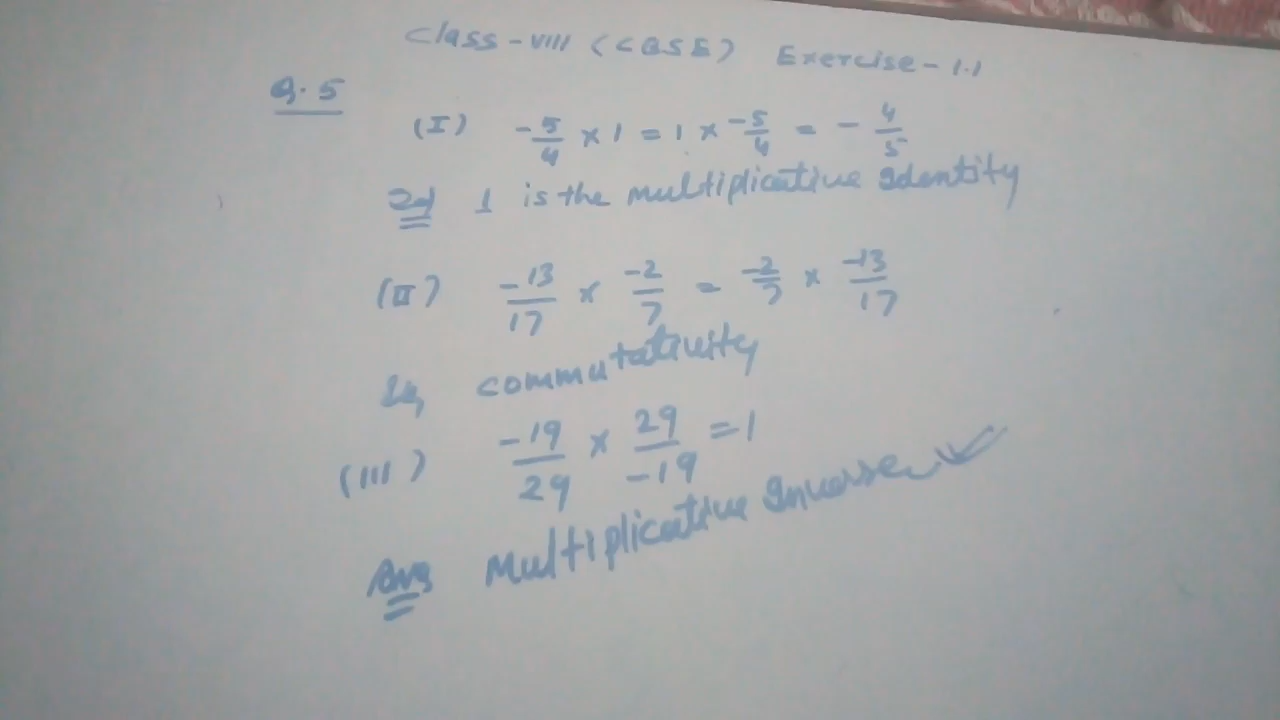 Class-VIII (CBSE) Exercise-1.1
Q.5
(I) -5/4 × 1 = 1 × -5/4 = - 4/5
1 is the multiplicative Identity
(II) -13/17 × -2/7 = -2/7 × -13/17
commutativity
(III) -19/29 × 29/-19 = 1
Ans Multiplicative Inverse